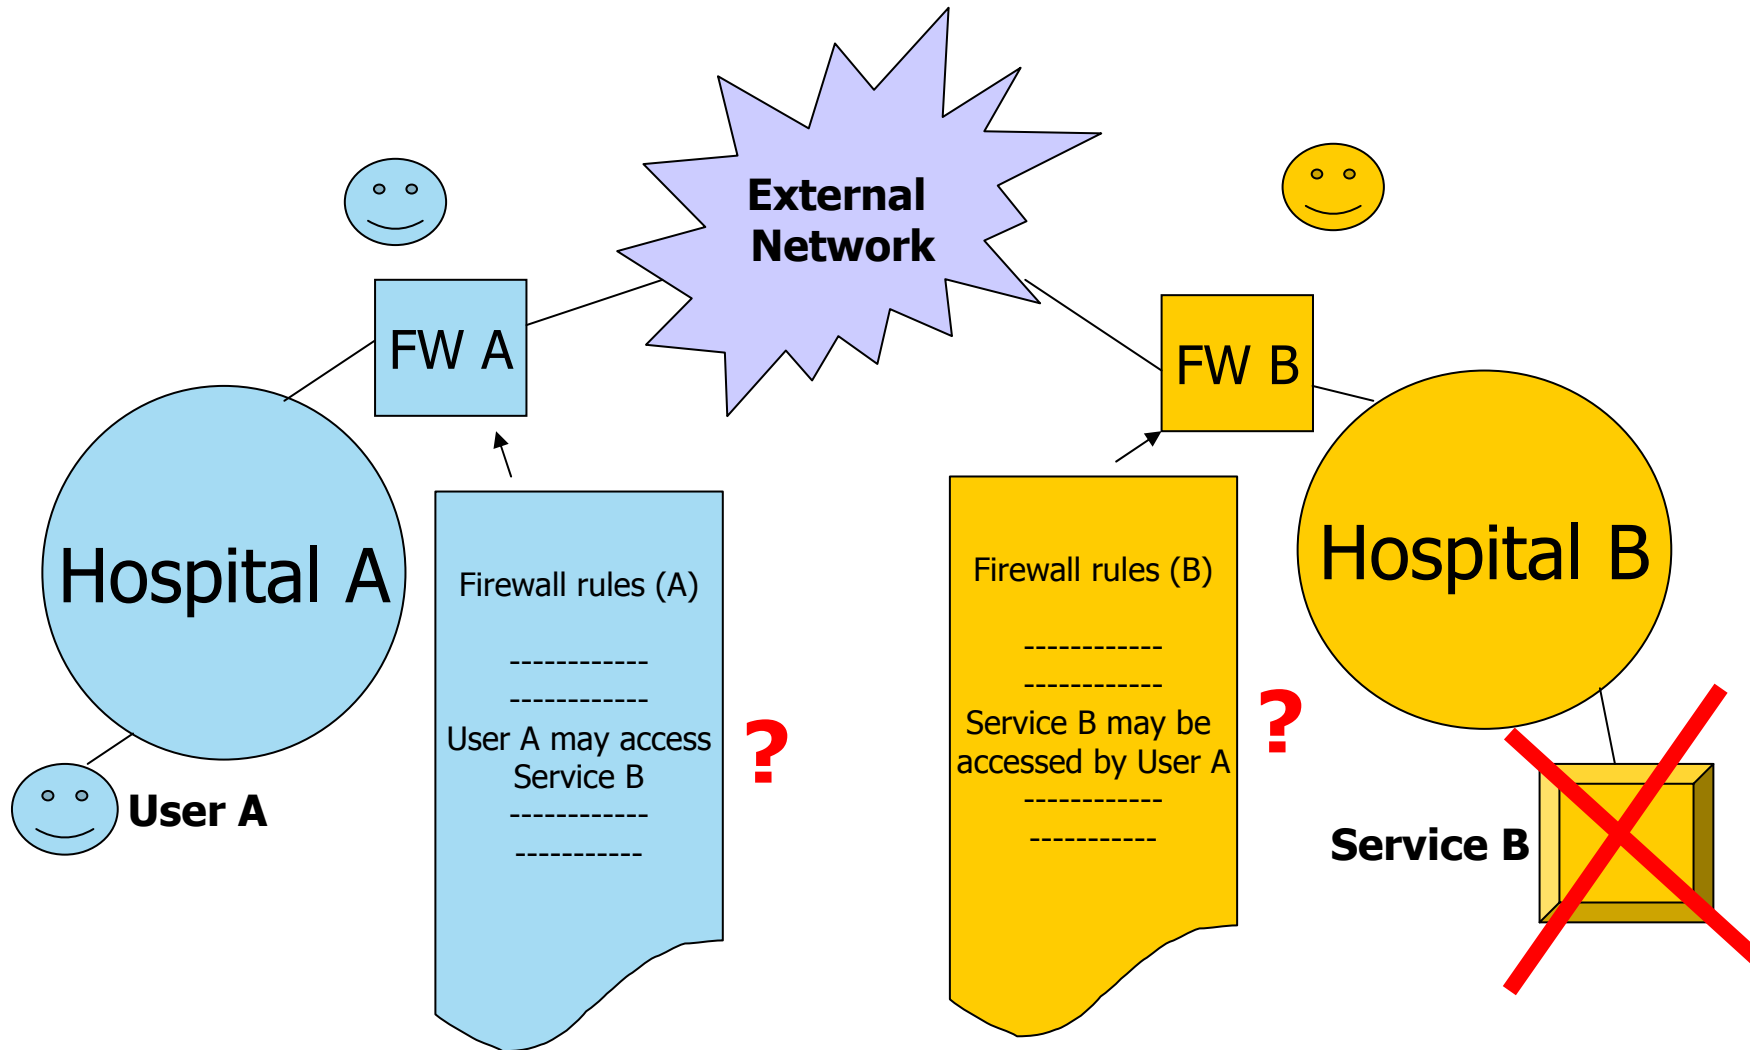 External
Network
FW A
FW B
Hospital A
Hospital B
Firewall rules (A)
------------
------------
User A may access
Service B
------------
-----------
?
Firewall rules (B)
------------
------------
Service B may be
accessed by User A
------------
-----------
?
User A
Service B